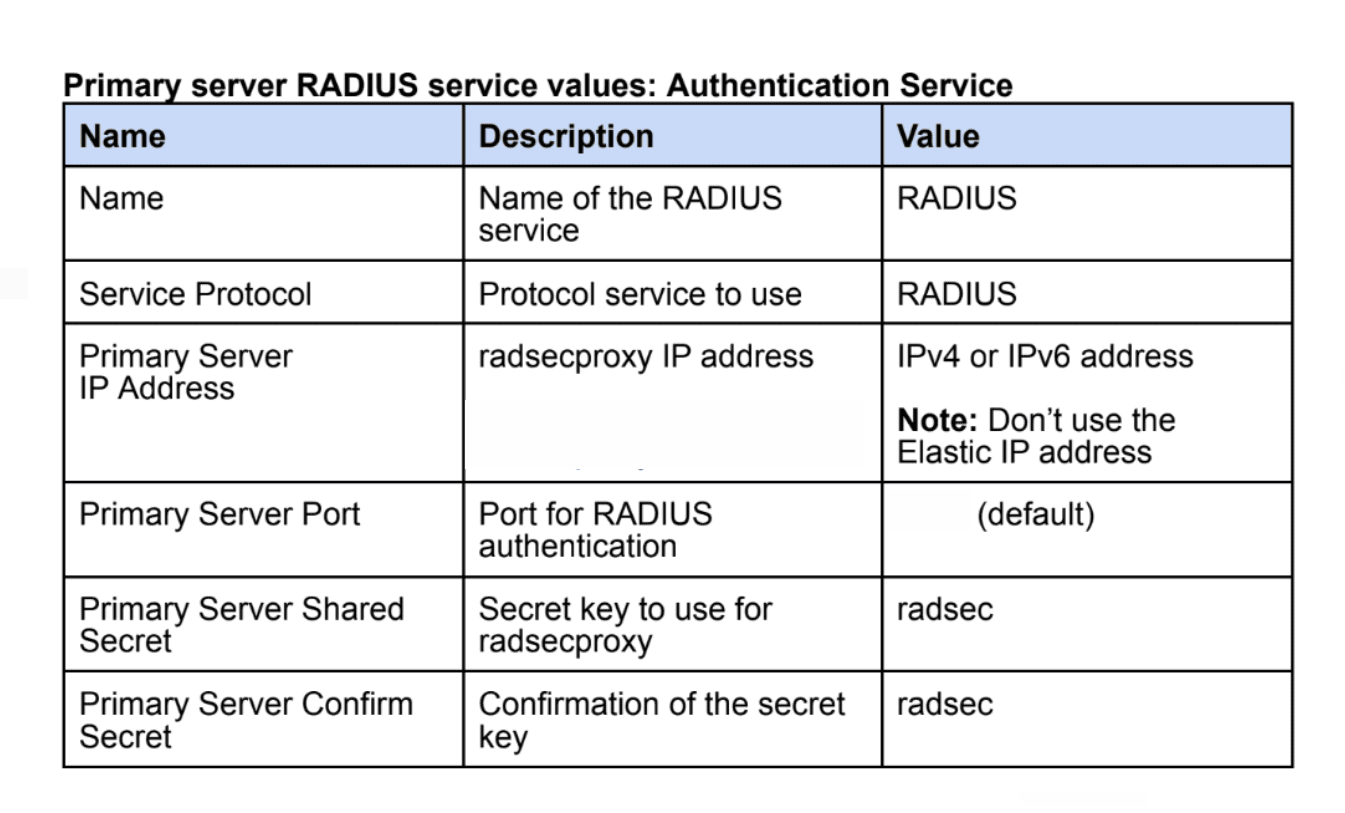 Primary server RADIUS service values: Authentication Service
Name Description Value
Name Name of the RADIUS RADIUS
service
Service Protocol Protocol service to use RADIUS
Primary Server radsecproxy IP address IPv4 or IPv6 address
IP Address
Note: Don’t use the
Elastic IP address
Primary Server Port Port for RADIUS (default)
authentication
Primary Server Shared Secret key to use for radsec
Secret radsecproxy
Primary Server Confirm Confirmation of the secret radsec
Secret key